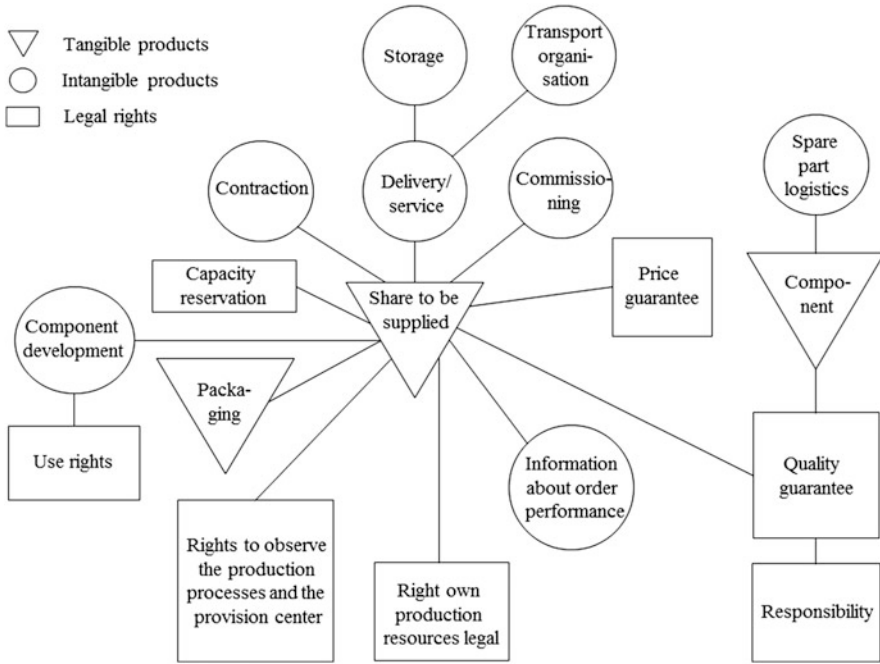 Tangible products
Intangible products
Legal rights
Storage
Transport
organi-
sation
Contraction
Delivery/
service
Commissio-
ning
Spare
part
logistics
Capacity
reservation
Share to be
supplied
Price
guarantee
Compo-
nent
Component
development
Packa-
ging
Use rights
Information
about order
performance
Quality
guarantee
Rights to observe
the production
processes and the
provision center
Right own
production
resources legal
Responsibility